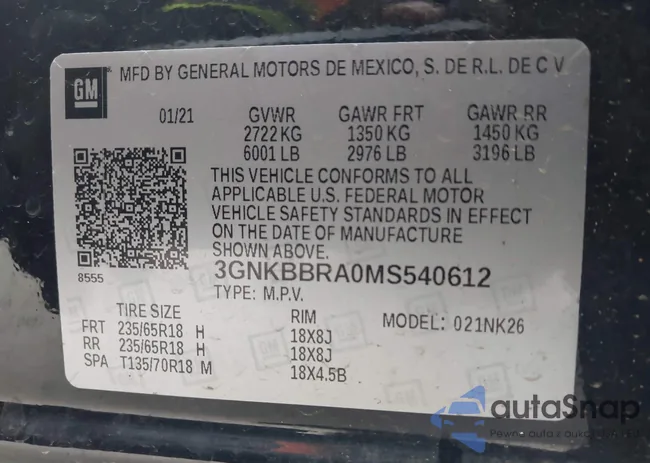 GM
MFD BY GENERAL MOTORS DE MEXICO, S. DE R.L. DE C V
01/21 GVWR GAWR FRT GAWR RR
2722 KG 1350 KG 1450 KG
6001 LB 2976 LB 3196 LB
THIS VEHICLE CONFORMS TO ALL
APPLICABLE U.S. FEDERAL MOTOR
VEHICLE SAFETY STANDARDS IN EFFECT
ON THE DATE OF MANUFACTURE
SHOWN ABOVE.
8555
3GNKBBRA0MS540612
TYPE: M.P.V.
TIRE SIZE RIM MODEL: 021NK26
FRT 235/65R18 H 18X8J
RR 235/65R18 H 18X8J
SPA T135/70R18 M 18X4.5B
autaSnap